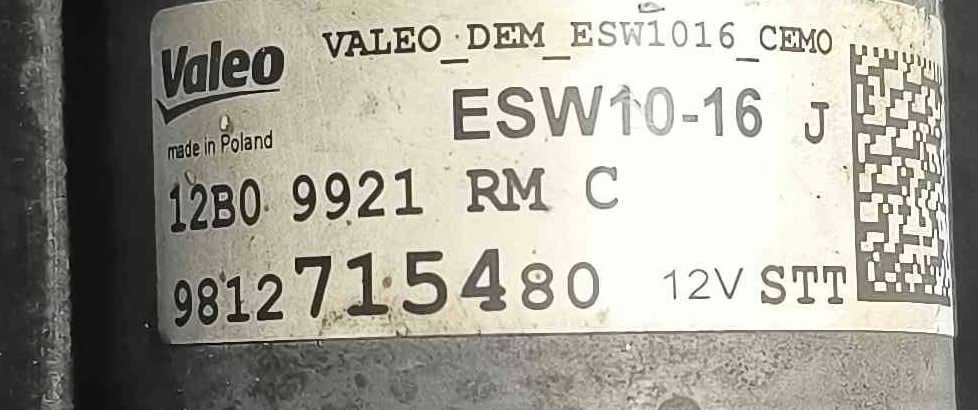 Valeo VALEO_DEM_ESW1016_CEMO
ESW10-16 J
made in Poland
12B0 9921 RM C
9812715480 12V STT